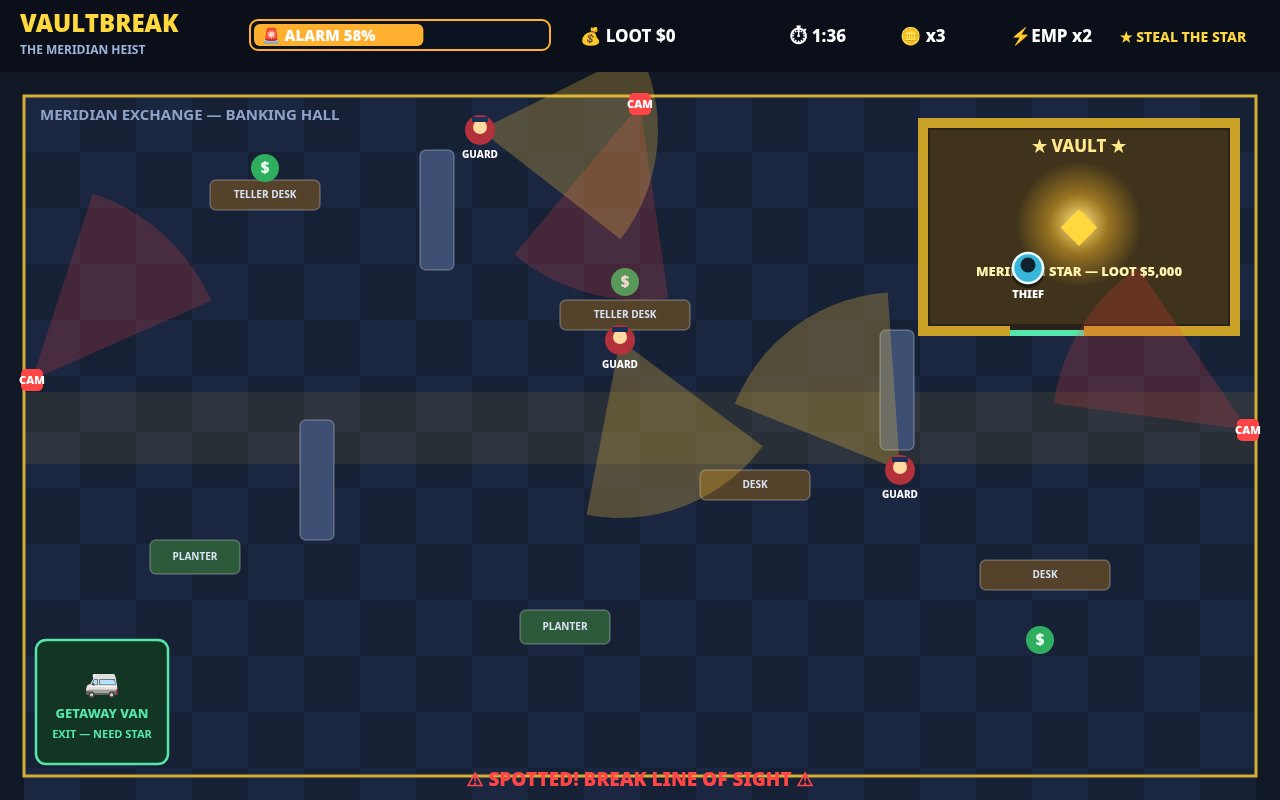 VAULTBREAK
THE MERIDIAN HEIST
🚨 ALARM 58%
💰 LOOT $0
⏱ 1:36
🪙 x3
⚡EMP x2
★ STEAL THE STAR
MERIDIAN EXCHANGE — BANKING HALL
CAM
GUARD
$
TELLER DESK
★ VAULT ★
STAR — LOOT $5,000
THIEF
$
TELLER DESK
GUARD
CAM
CAM
DESK
GUARD
PLANTER
DESK
PLANTER
$
GETAWAY VAN
EXIT — NEED STAR
⚠ SPOTTED! BREAK LINE OF SIGHT ⚠